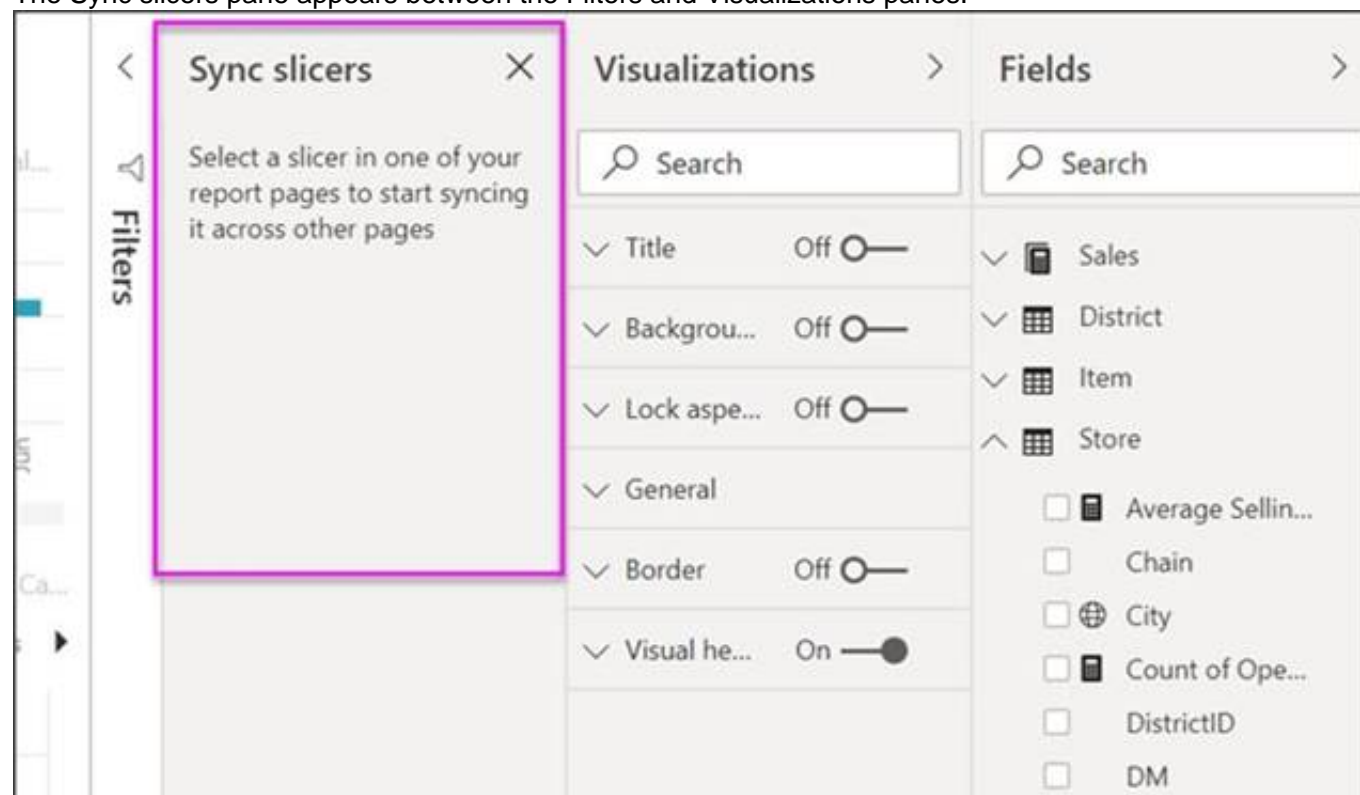 The Sync slicers pane appears between the Filters and Visualizations panes.
Sync slicers
Select a slicer in one of your
report pages to start syncing
it across other pages
Filters
Visualizations
Search
Title Off
Backgrou... Off
Lock aspe... Off
General
Border Off
Visual he... On
Fields
Search
Sales
District
Item
Store
Average Sellin...
Chain
City
Count of Ope...
DistrictID
DM
Jun
Ca...